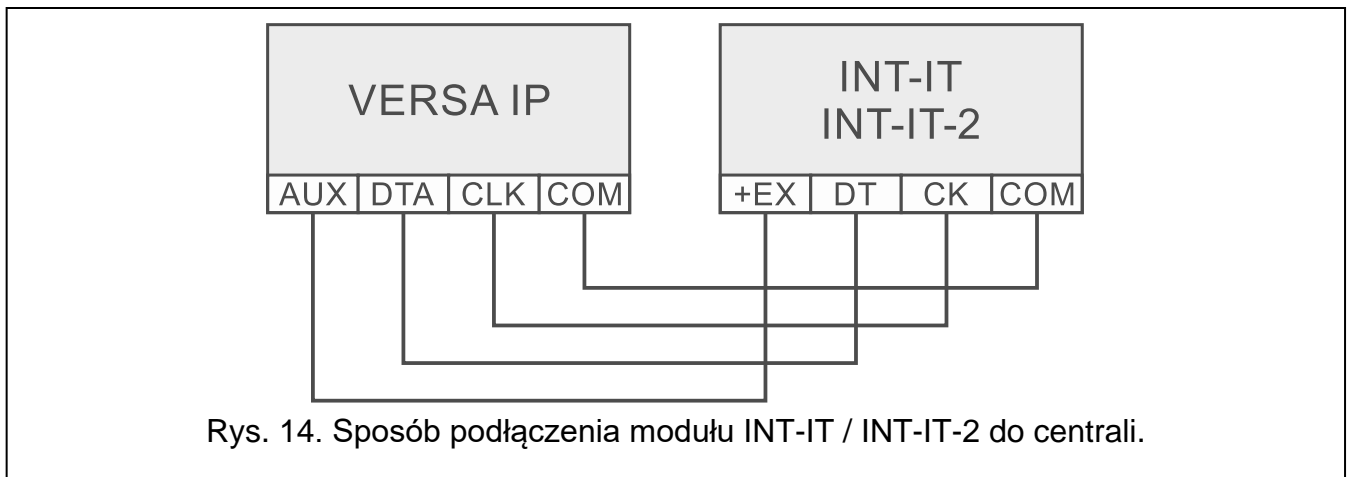 VERSA IP
AUX DTA CLK COM
INT-IT
INT-IT-2
+EX DT CK COM
Rys. 14. Sposób podłączenia modułu INT-IT / INT-IT-2 do centrali.